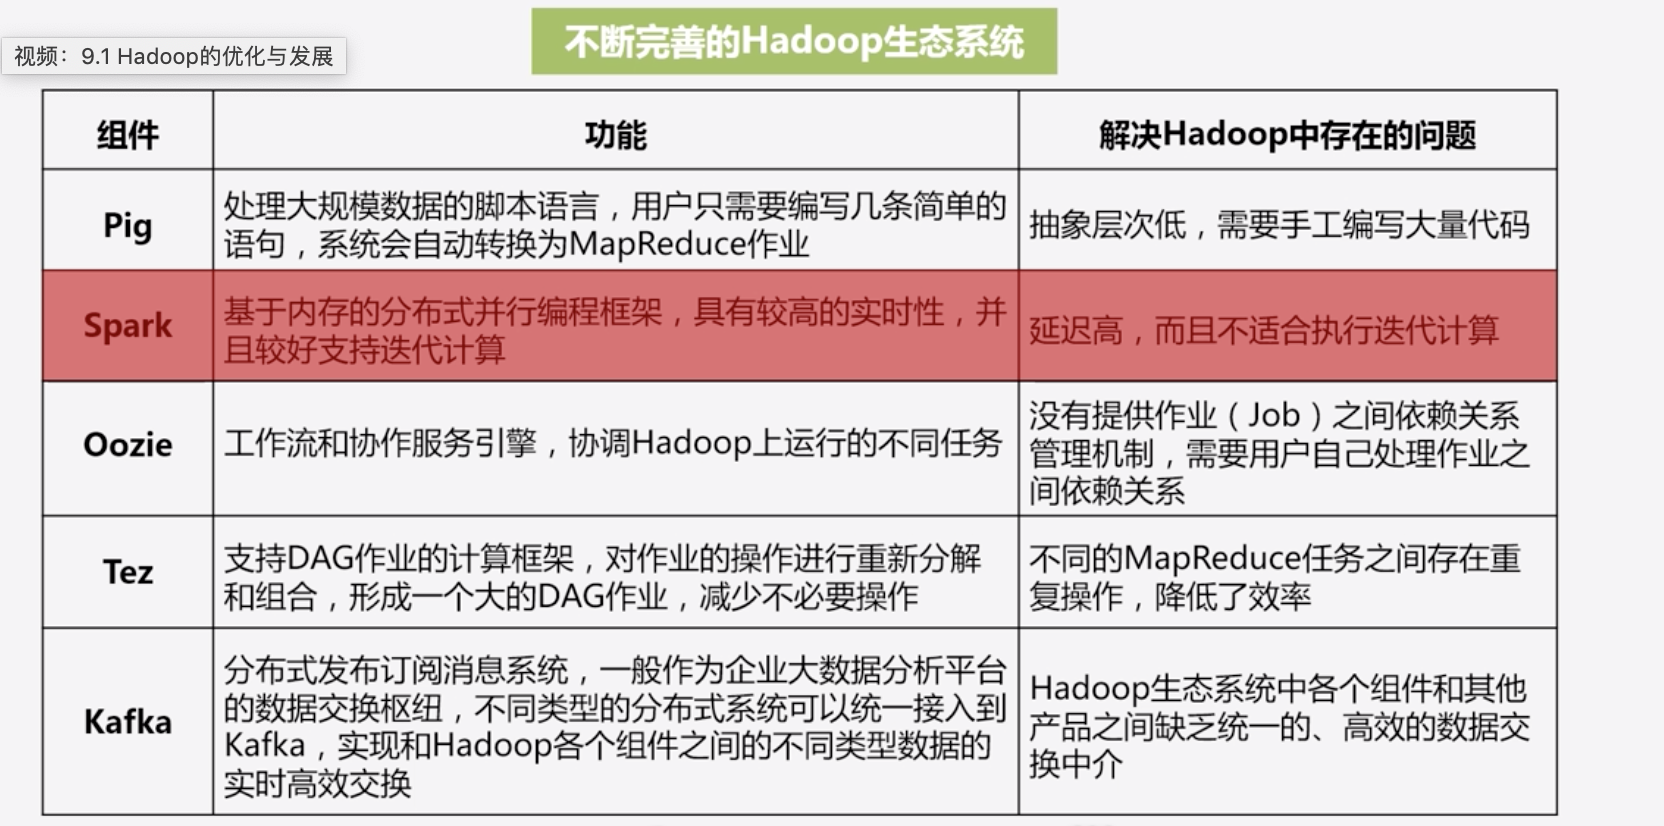 不断完善的Hadoop生态系统
视频：9.1 Hadoop的优化与发展
组件
功能
解决Hadoop中存在的问题
Pig
处理大规模数据的脚本语言，用户只需要编写几条简单的
语句，系统会自动转换为MapReduce作业
抽象层次低，需要手工编写大量代码
Spark
基于内存的分布式并行编程框架，具有较高的实时性，并
且较好支持迭代计算
延迟高，而且不适合执行迭代计算
Oozie
工作流和协作服务引擎，协调Hadoop上运行的不同任务
没有提供作业（Job）之间依赖关系
管理机制，需要用户自己处理作业之
间依赖关系
Tez
支持DAG作业的计算框架，对作业的操作进行重新分解
和组合，形成一个大的DAG作业，减少不必要操作
不同的MapReduce任务之间存在重
复操作，降低了效率
Kafka
分布式发布订阅消息系统，一般作为企业大数据分析平台
的数据交换枢纽，不同类型的分布式系统可以统一接入到
Kafka，实现和Hadoop各个组件之间的不同类型数据的
实时高效交换
Hadoop生态系统中各个组件和其他
产品之间缺乏统一的、高效的数据交
换中介